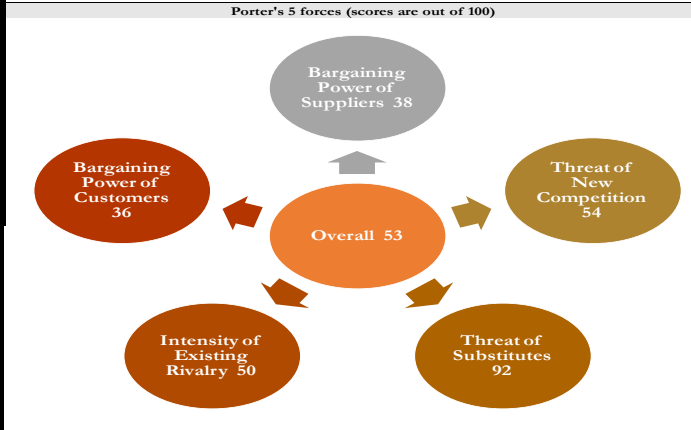 Porter's 5 forces (scores are out of 100)
Bargaining
Power of
Suppliers 38
Bargaining
Power of
Customers
36
Threat of
New
Competition
54
Overall 53
Intensity of
Existing
Rivalry 50
Threat of
Substitutes
92